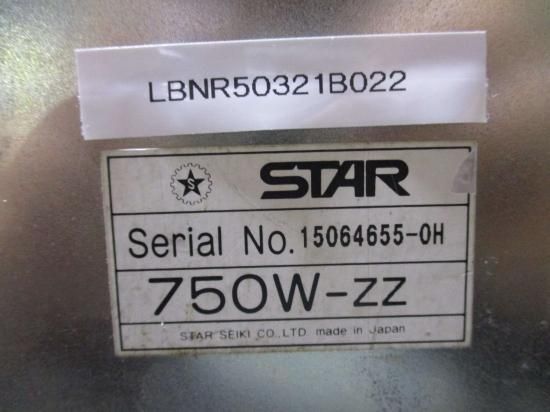 LBNR50321B022
S STAR
Serial No. 15064655-0H
750W-ZZ
STAR SEIKI CO.,LTD. made in Japan